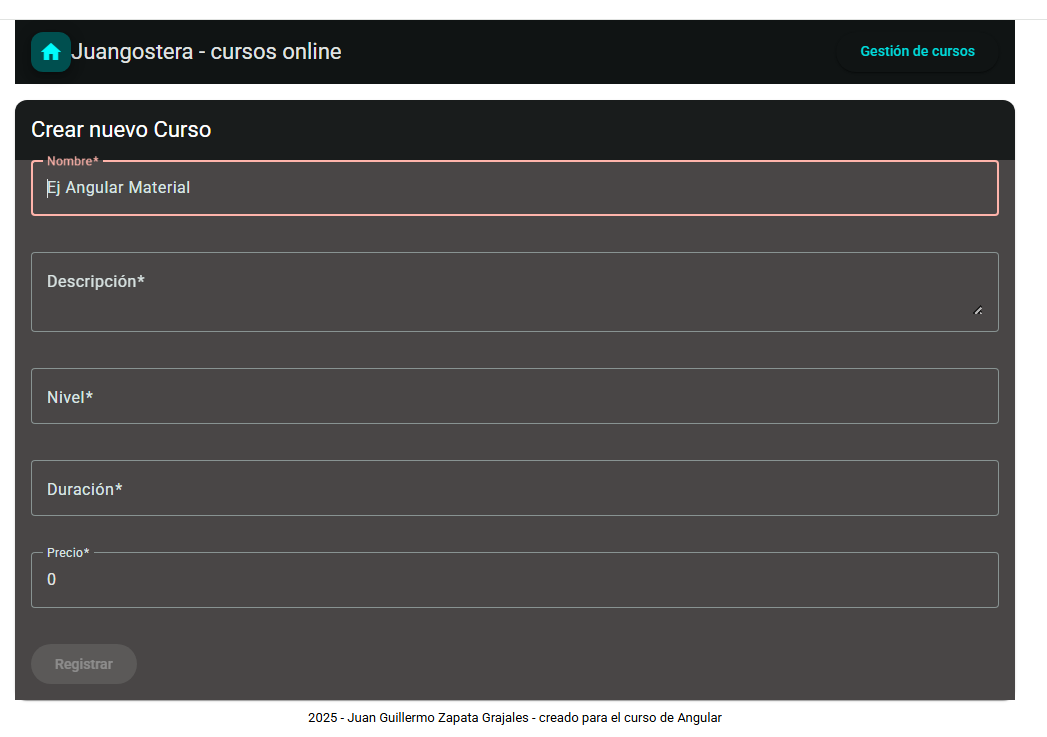 Juangostera - cursos online
Gestión de cursos
Crear nuevo Curso
Nombre*
Ej Angular Material
Descripción*
Nivel*
Duración*
Precio*
0
Registrar
2025 - Juan Guillermo Zapata Grajales - creado para el curso de Angular